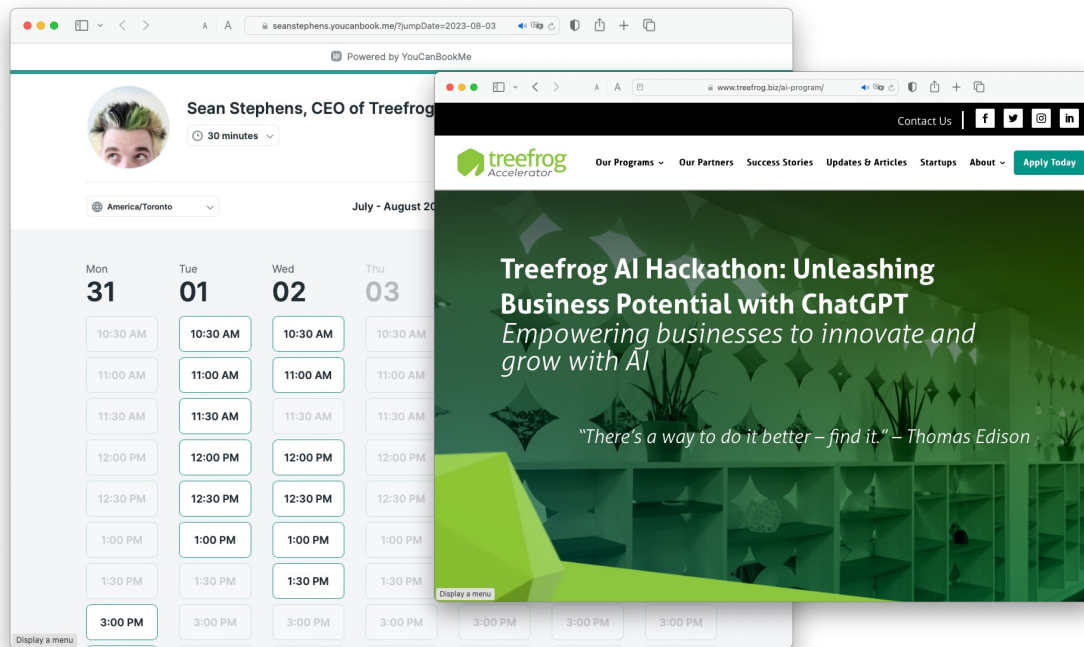 A A seanstephens.youcanbook.me/?jumpDate=2023-08-03
Powered by YouCanBookMe
Sean Stephens, CEO of Treefrog
30 minutes
America/Toronto
July - August 20
Mon Tue Wed Thu
31 01 02 03
10:30 AM 10:30 AM 10:30 AM 10:30 AM
11:00 AM 11:00 AM 11:00 AM 11:00 AM
11:30 AM 11:30 AM 11:30 AM 11:30 AM
12:00 PM 12:00 PM 12:00 PM 12:00 PM
12:30 PM 12:30 PM 12:30 PM 12:30 PM
1:00 PM 1:00 PM 1:00 PM 1:00 PM
1:30 PM 1:30 PM 1:30 PM 1:30 PM
3:00 PM 3:00 PM 3:00 PM 3:00 PM 3:00 PM 3:00 PM 3:00 PM
Display a menu
A A www.treefrog.biz/ai-program/
Contact Us
treefrog
Accelerator
Our Programs Our Partners Success Stories Updates & Articles Startups About Apply Today
Treefrog AI Hackathon: Unleashing
Business Potential with ChatGPT
Empowering businesses to innovate and
grow with AI
"There's a way to do it better – find it." – Thomas Edison
Display a menu